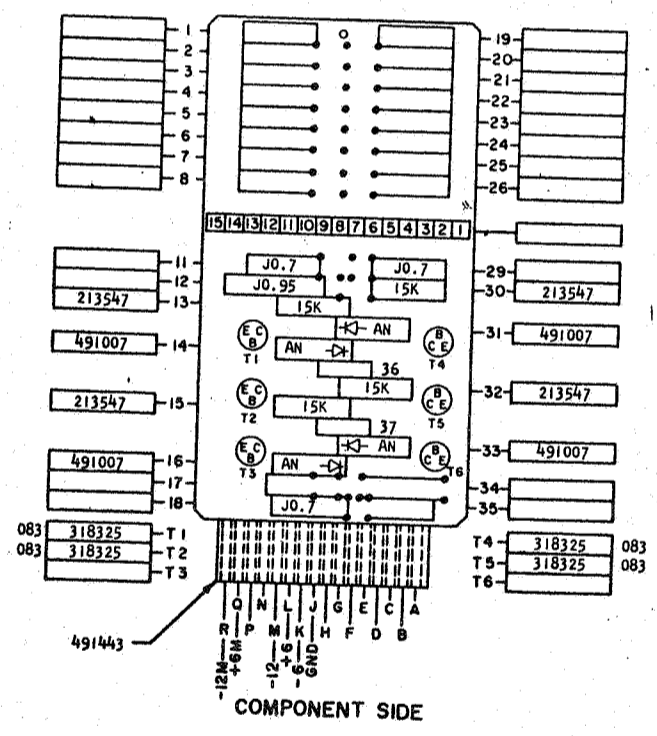 1 19
2 20
3 21
4 22
5 23
6 24
7 25
8 26
15 14 13 12 11 10 9 8 7 6 5 4 3 2 1
11 J0.7 J0.7 29
12 J0.95 15K 30 213547
213547 13 15K
491007 14 E C B T1 AN B C E T4 31 491007
AN
36
213547 15 E C B T2 15K B C E T5 32 213547
15K
37
491007 16 E C B T3 AN B C E T6 33 491007
17 AN 34
18 J0.7 35
083 318325 T1 T4 318325 083
083 318325 T2 T5 318325 083
T3 T6
491443
R Q P N M L K J H G F E D C B A
-12M +6M -12 +6 -6 GND
COMPONENT SIDE